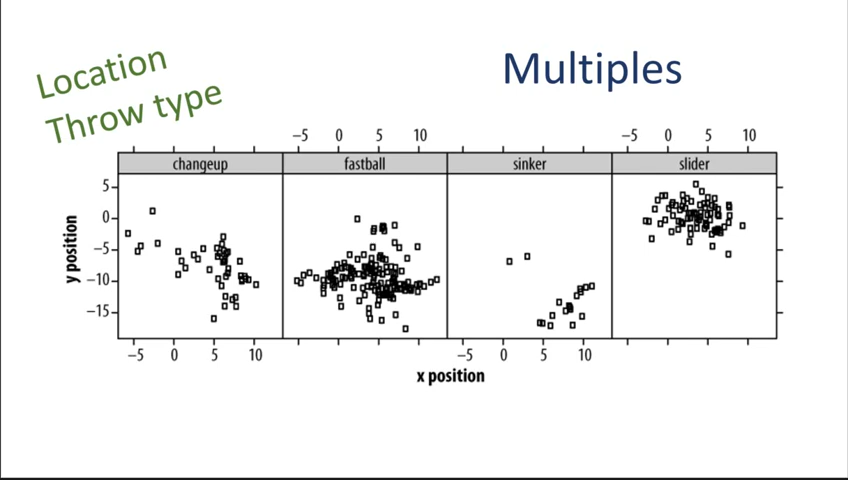 Location
Throw type
Multiples
−5 0 5 10 −5 0 5 10
changeup fastball sinker slider
5
0
−5
−10
−15
y position
−5 0 5 10 −5 0 5 10
x position